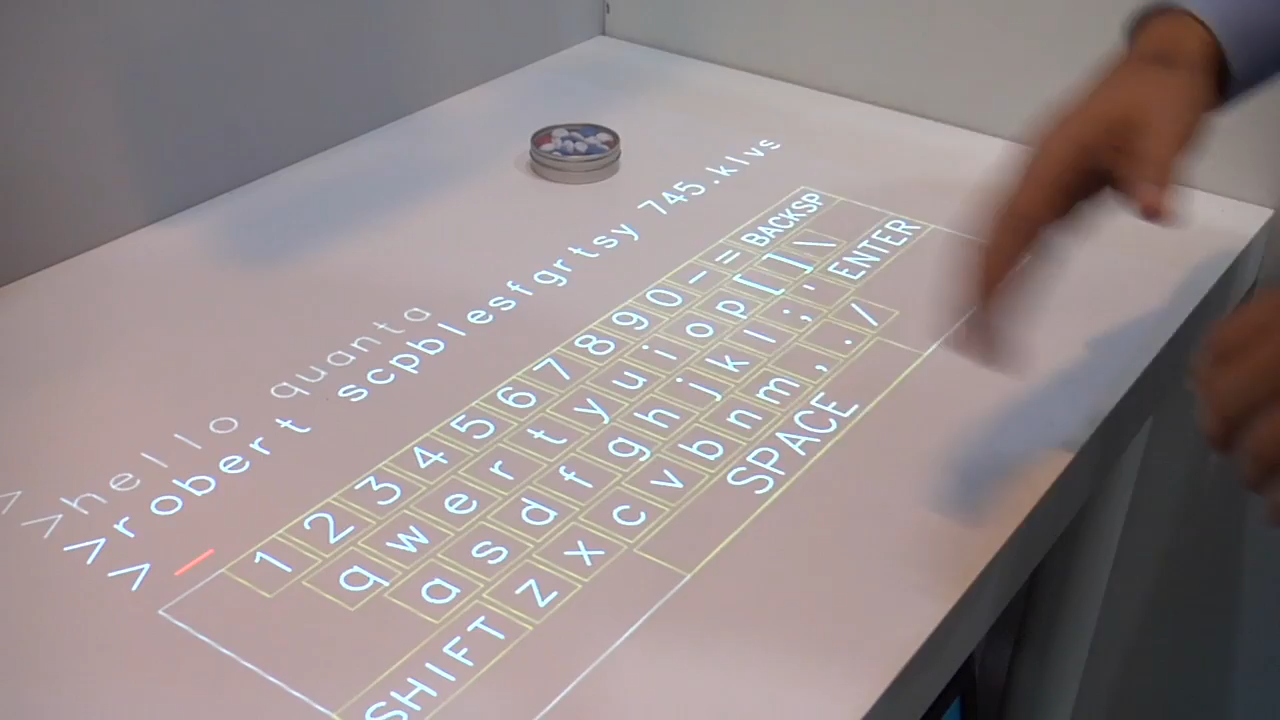 >
>hello quanta
>robert scpblesfgrtsy 745.klvs
>
1 2 3 4 5 6 7 8 9 0 - = BACKSP
q w e r t y u i o p [ ] \
a s d f g h j k l ; ' ENTER
SHIFT z x c v b n m , . /
SPACE